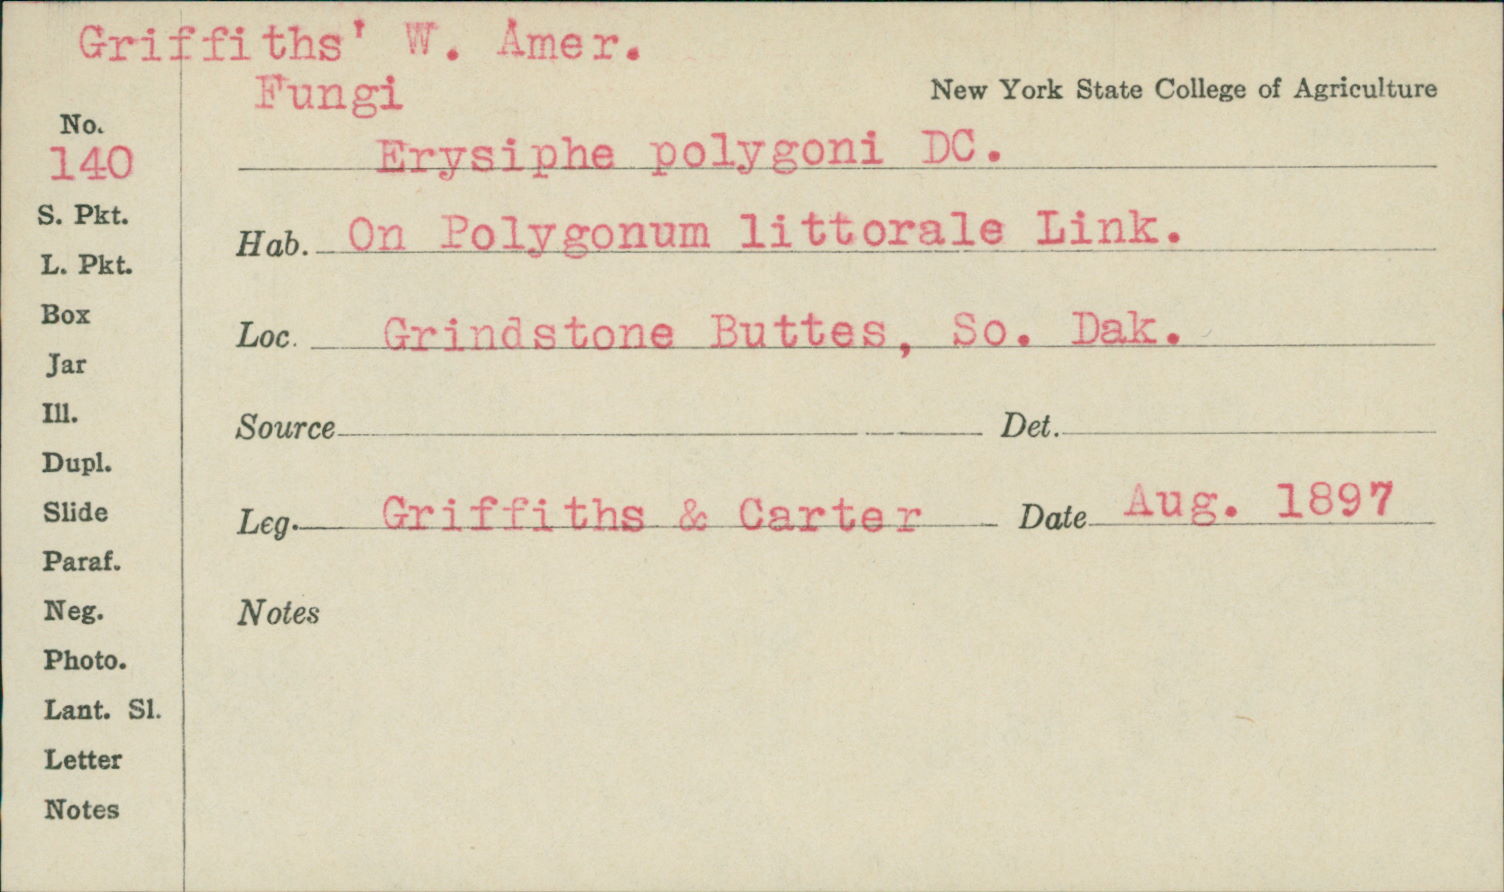 Griffiths' W. Amer.
Fungi
New York State College of Agriculture
No.
140
Erysiphe polygoni DC.
S. Pkt.
L. Pkt.
Box
Jar
Ill.
Dupl.
Slide
Paraf.
Neg.
Photo.
Lant. Sl.
Letter
Notes
Hab. On Polygonum littorale Link.
Loc. Grindstone Buttes, So. Dak.
Source Det.
Leg. Griffiths & Carter Date Aug. 1897
Notes